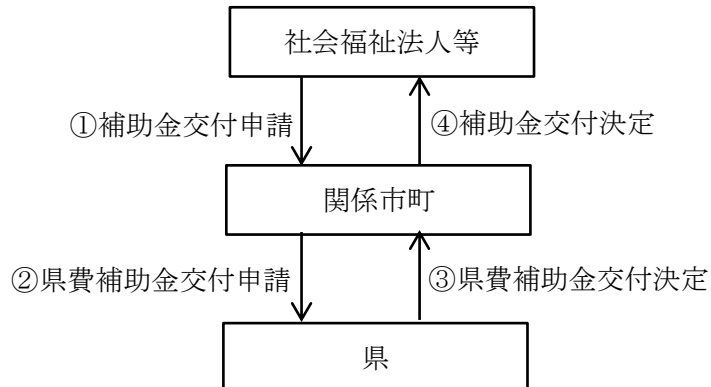 社会福祉法人等
①補助金交付申請
④補助金交付決定
関係市町
②県費補助金交付申請
③県費補助金交付決定
県